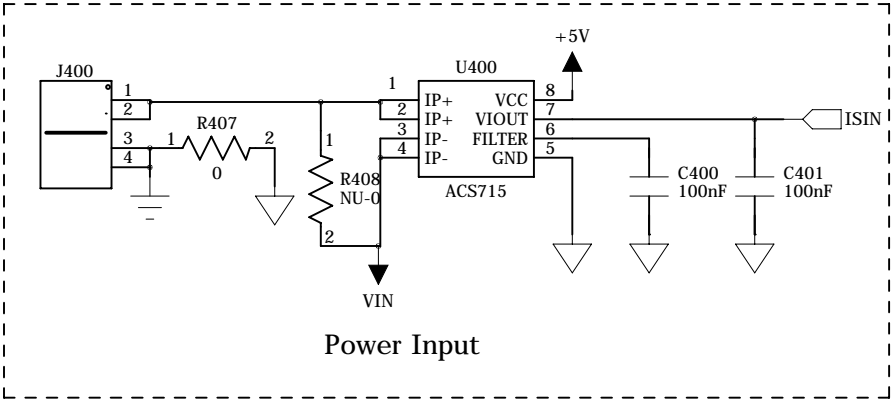 +5V
J400
U400
1
2
3
4
R407
1
2
0
1
R408
NU-0
2
1
2
3
4
IP+
IP+
IP-
IP-
VCC
VIOUT
FILTER
GND
8
7
6
5
ACS715
ISIN
C400
100nF
C401
100nF
VIN
Power Input